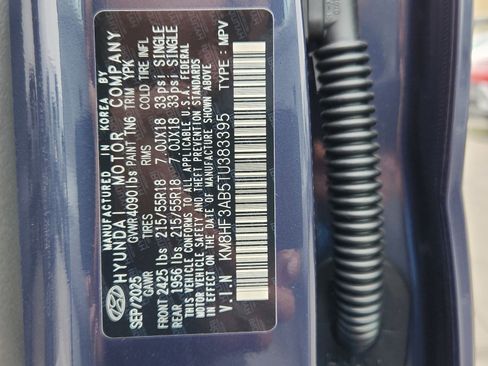 MANUFACTURED BY
IN KOREA
HYUNDAI MOTOR COMPANY
SEP/2025 GVWR 4090 lbs PAINT TN6 TRIM YPK
GAWR TIRES RIMS COLD TIRE INFL
FRONT 2425 lbs 215/55R18 7.0JX18 33psi SINGLE
REAR 1956 lbs 215/55R18 7.0JX18 33psi SINGLE
THIS VEHICLE CONFORMS TO ALL APPLICABLE U.S.A. FEDERAL
MOTOR VEHICLE SAFETY, AND THEFT PREVENTION STANDARDS
IN EFFECT ON THE DATE OF MANUFACTURE SHOWN ABOVE
V.I.N KM8HF3AB5TU383395 TYPE: MPV